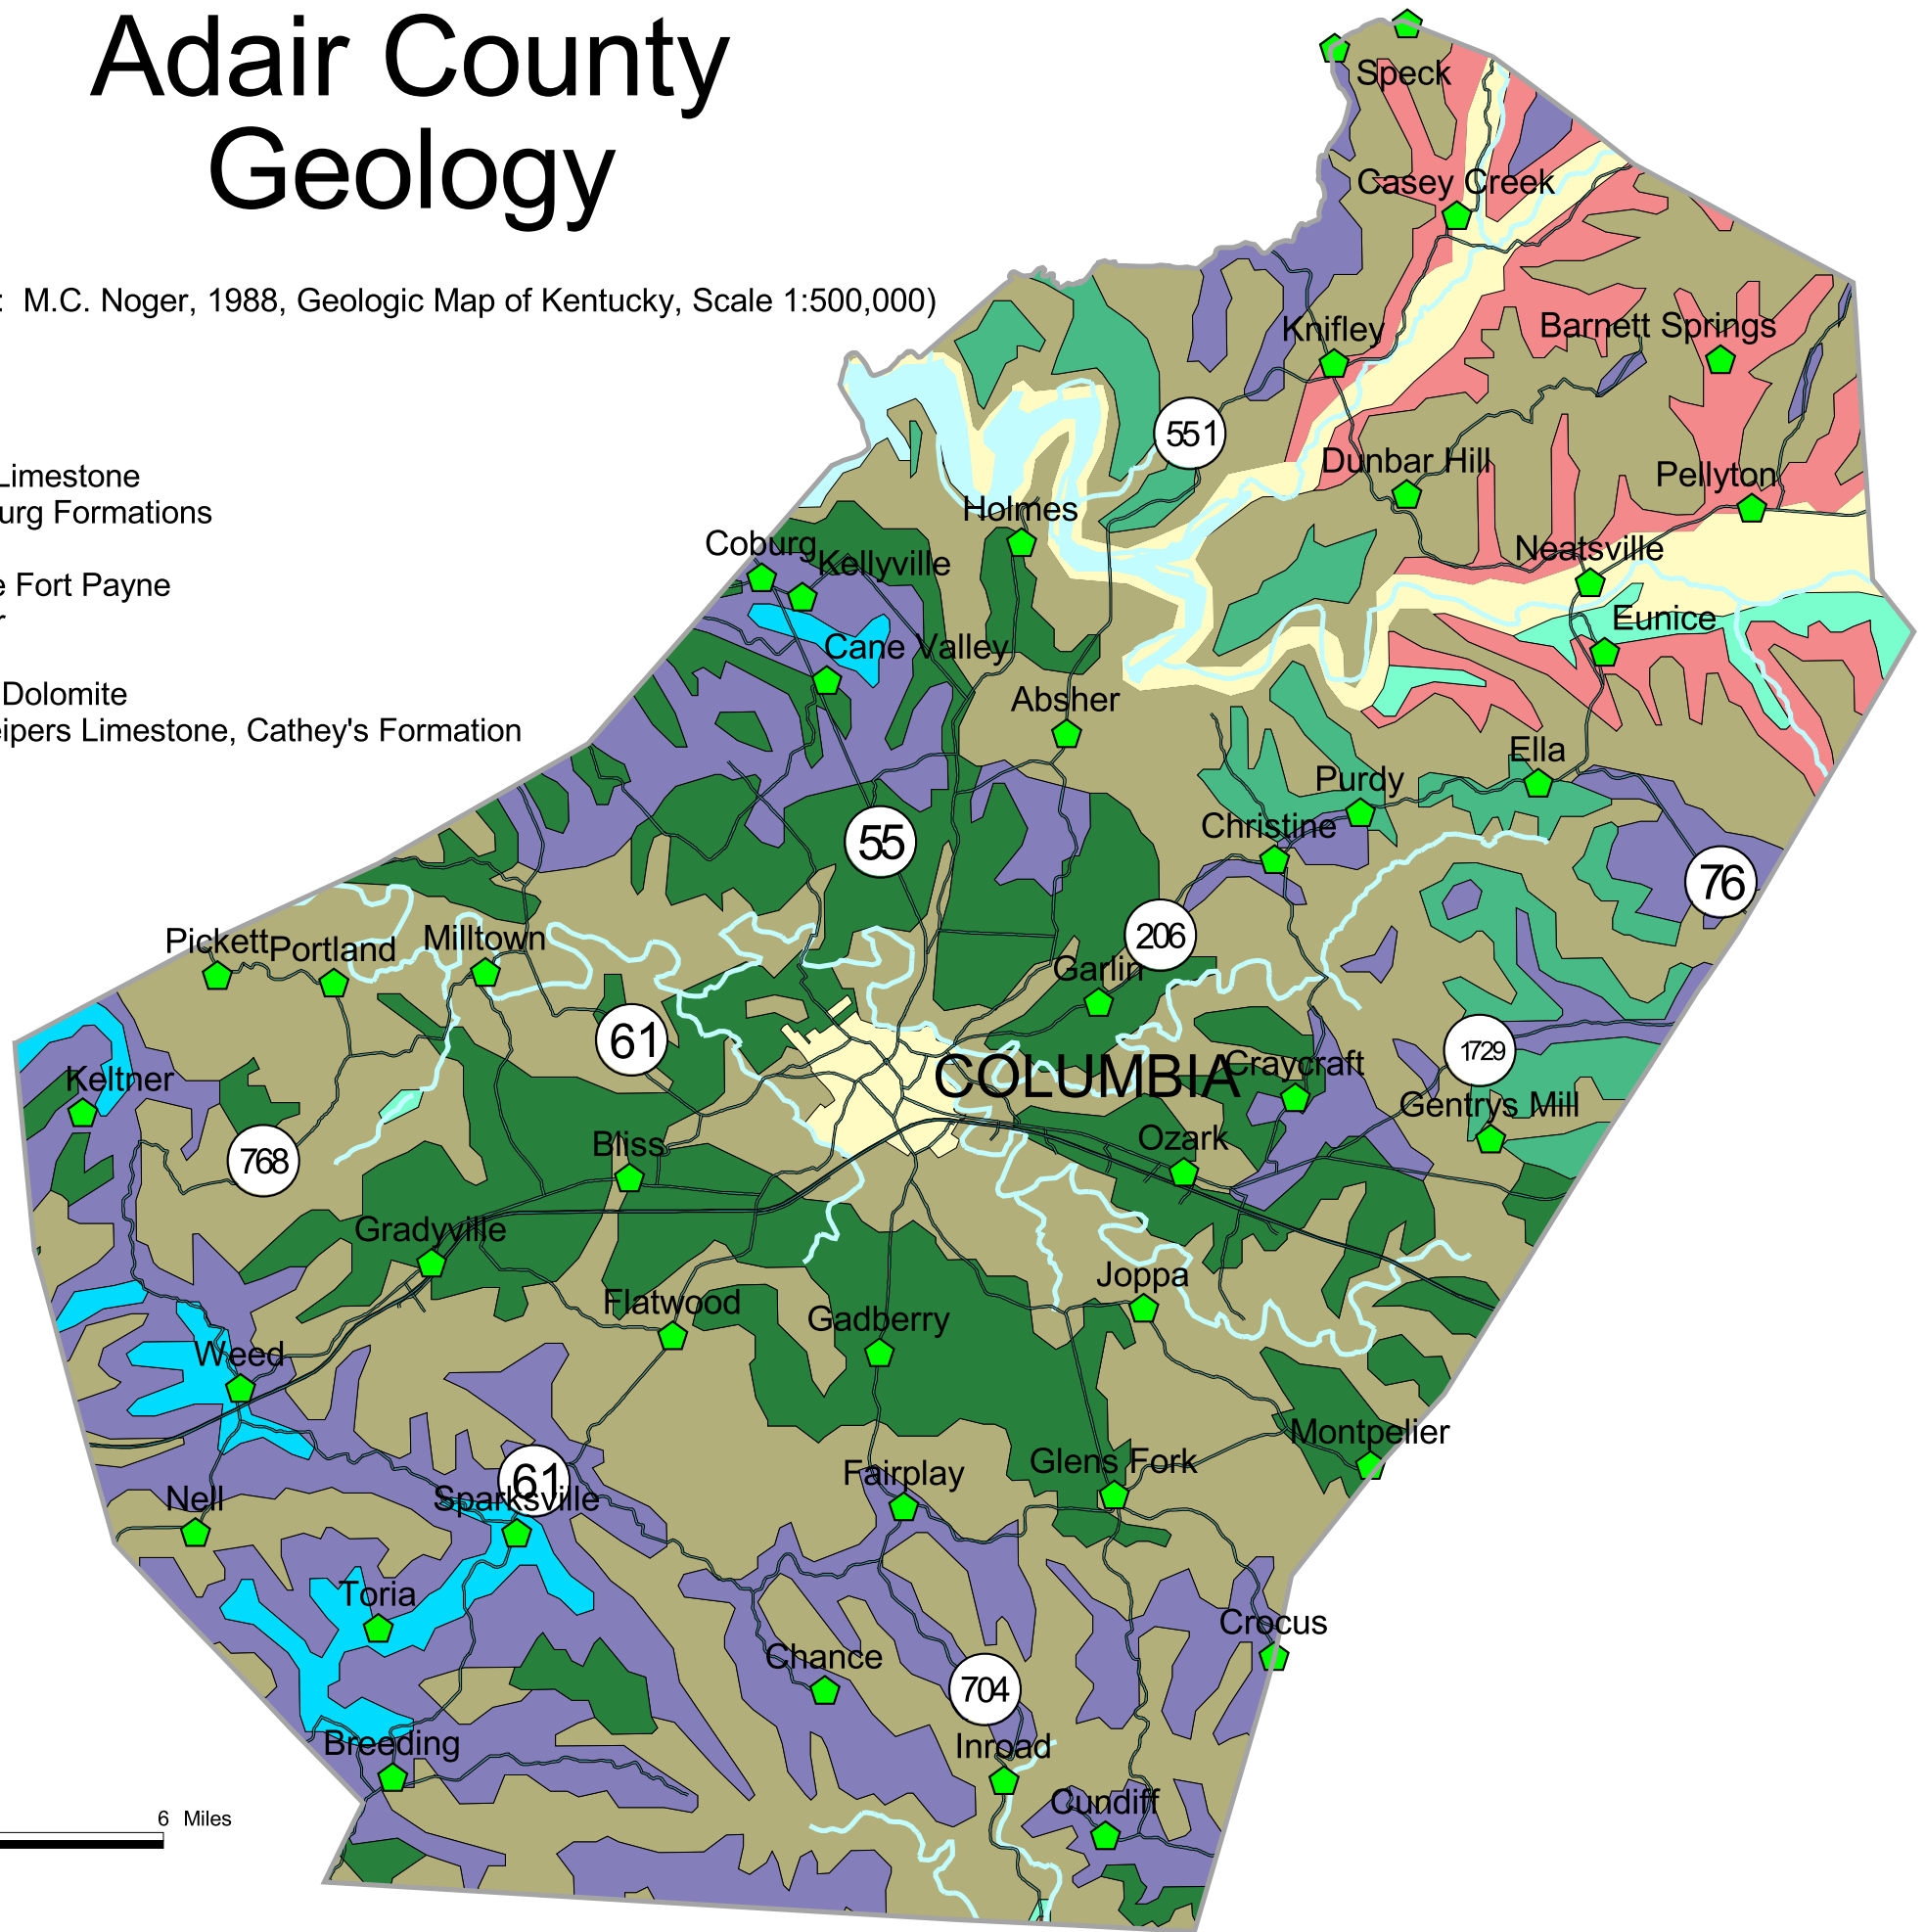 Adair County
Geology
: M.C. Noger, 1988, Geologic Map of Kentucky, Scale 1:500,000)
Limestone
urg Formations
e Fort Payne
r
Dolomite
eipers Limestone, Cathey's Formation
6 Miles
Speck
Casey Creek
Knifley
Barnett Springs
551
Dunbar Hill
Pellyton
Holmes
Coburg
Kellyville
Neatsville
Eunice
Cane Valley
Absher
Ella
Purdy
Christine
55
76
206
Pickett
Portland
Milltown
Garlin
61
1729
COLUMBIA
Craycraft
Keltner
Gentrys Mill
768
Bliss
Ozark
Gradyville
Joppa
Flatwood
Gadberry
Weed
Montpelier
Glens Fork
Fairplay
61
Nell
Sparksville
Toria
Crocus
Chance
704
Breeding
Inroad
Cundiff